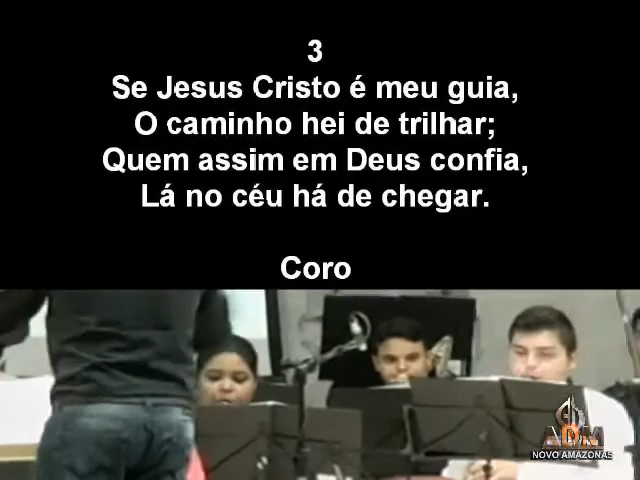 3
Se Jesus Cristo é meu guia,
O caminho hei de trilhar;
Quem assim em Deus confia,
Lá no céu há de chegar.
Coro
ADM
NOVO AMAZONAS